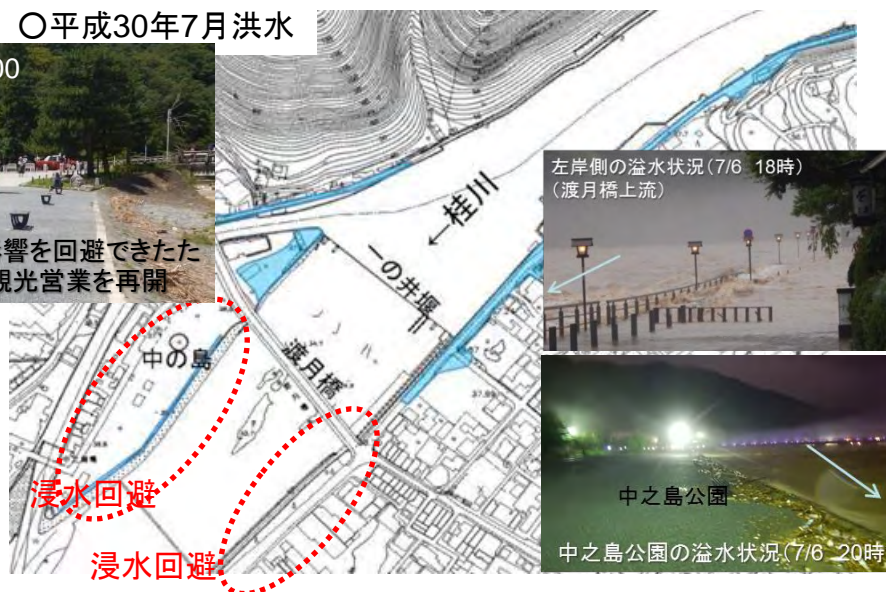 〇平成30年7月洪水
00
響を回避できたた
観光営業を再開
左岸側の溢水状況(7/6 18時)
(渡月橋上流)
←桂川
一の井堰
中の島
渡月橋
浸水回避
浸水回避
中之島公園
中之島公園の溢水状況(7/6 20時